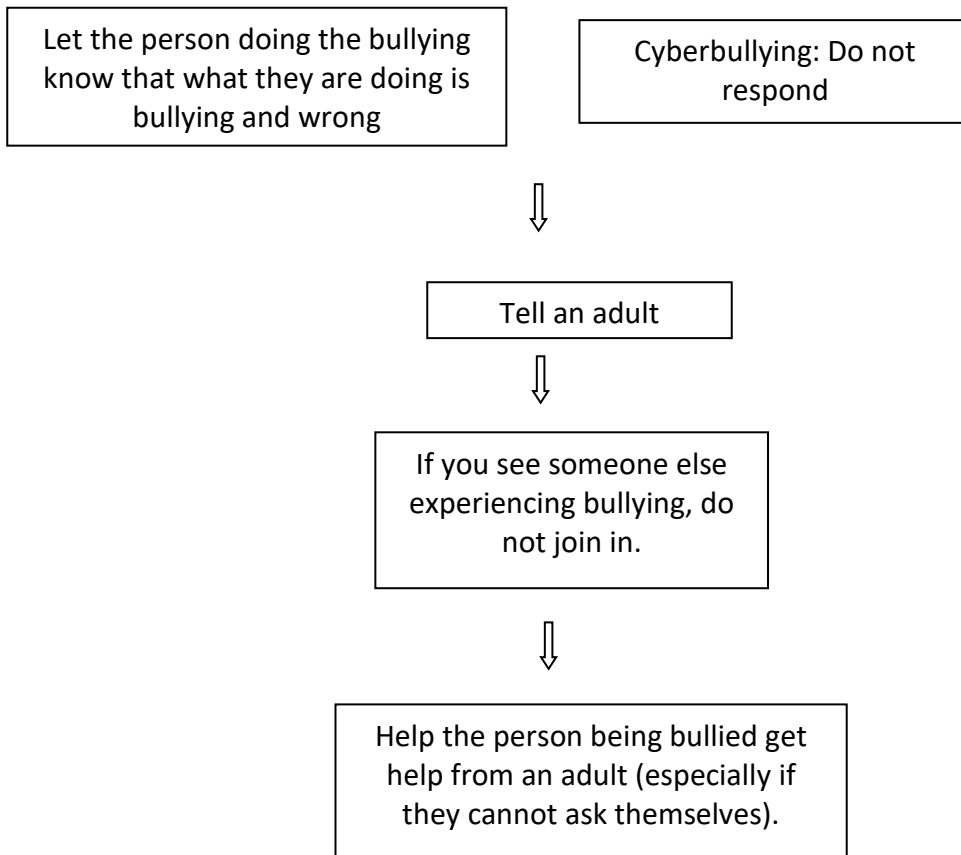 Let the person doing the bullying
know that what they are doing is
bullying and wrong
Cyberbullying: Do not
respond
Tell an adult
If you see someone else
experiencing bullying, do
not join in.
Help the person being bullied get
help from an adult (especially if
they cannot ask themselves).